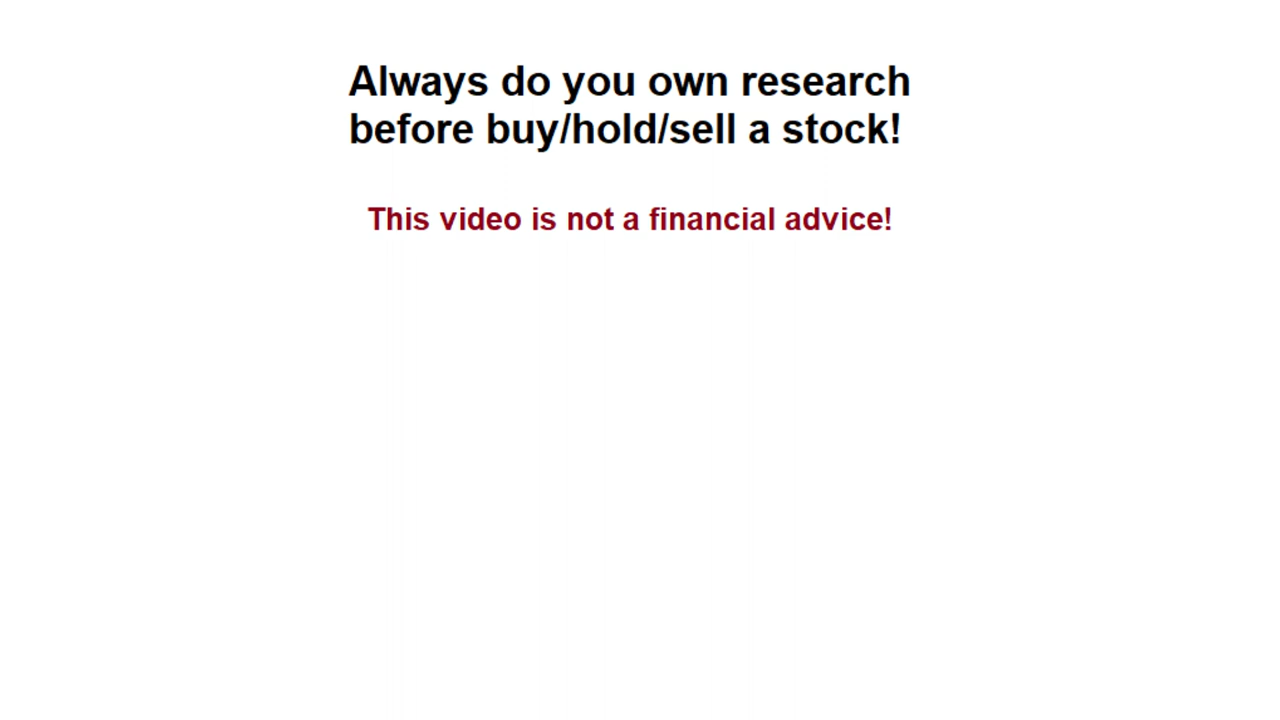 Always do you own research
before buy/hold/sell a stock!
This video is not a financial advice!